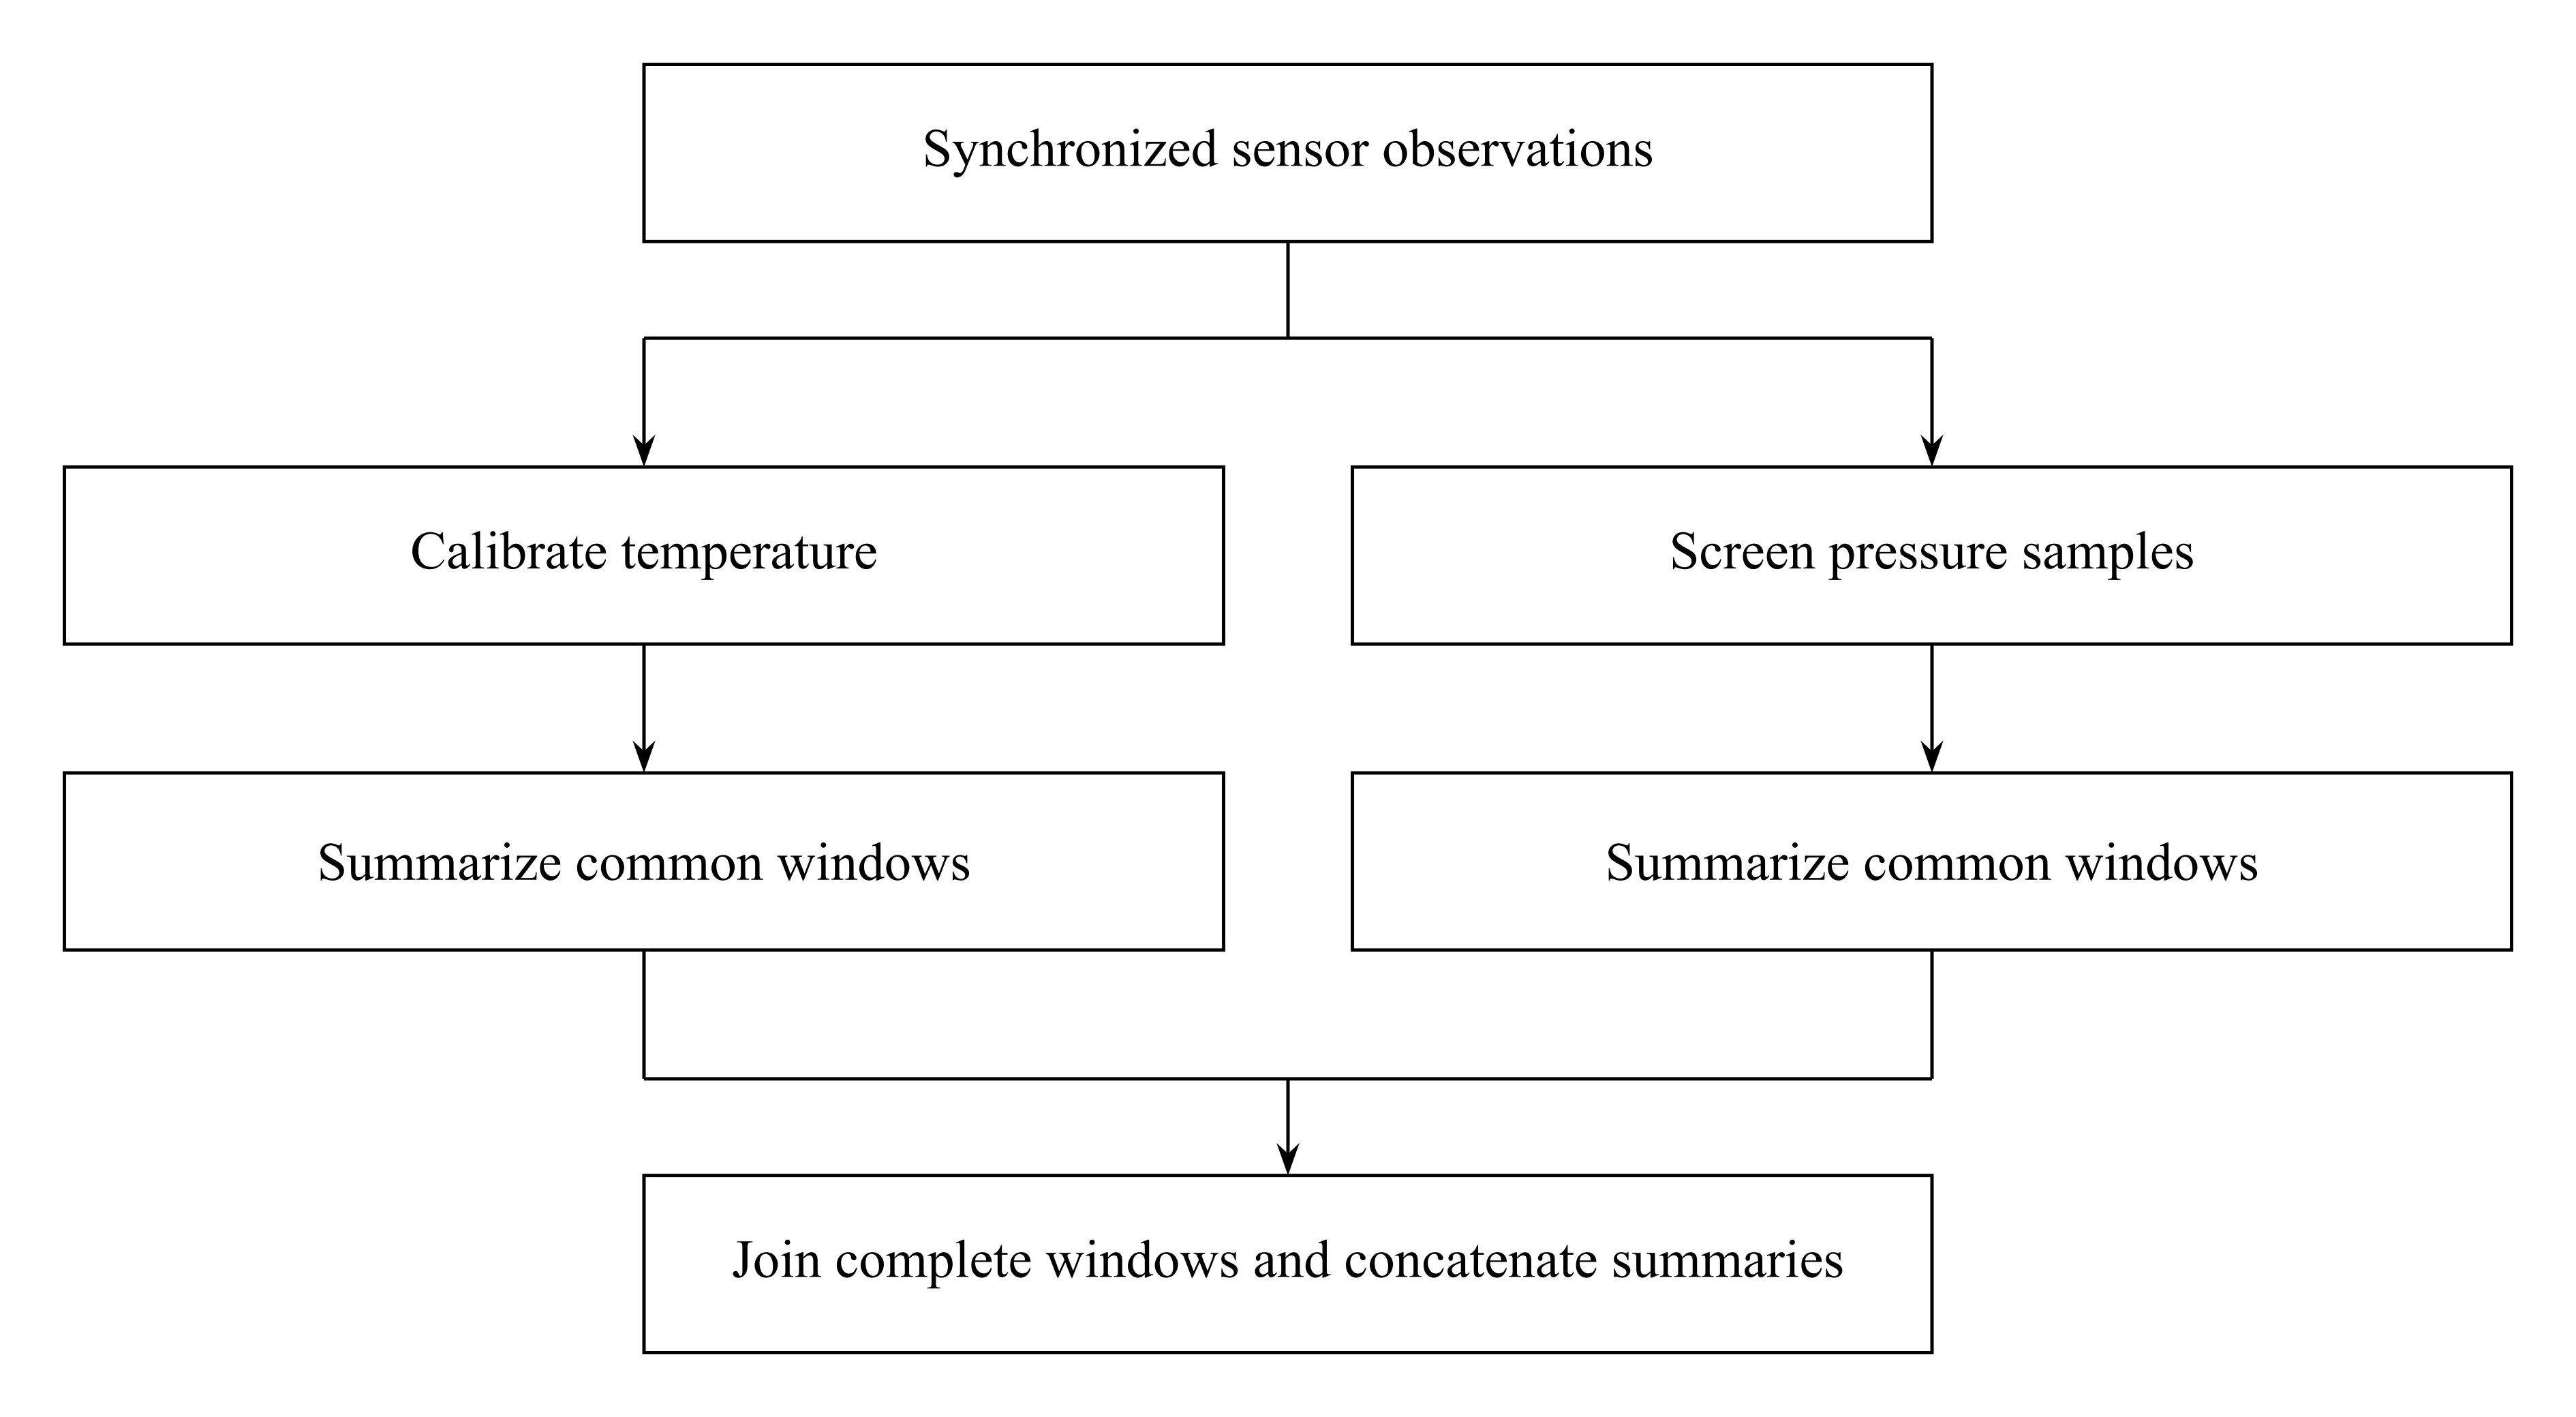 Synchronized sensor observations
Calibrate temperature
Screen pressure samples
Summarize common windows
Summarize common windows
Join complete windows and concatenate summaries